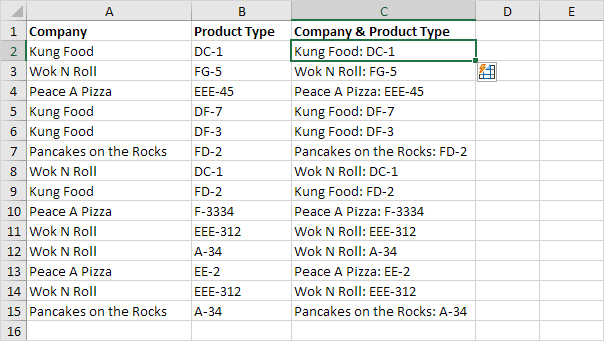 A B C D E
1 Company Product Type Company & Product Type
2 Kung Food DC-1 Kung Food: DC-1
3 Wok N Roll FG-5 Wok N Roll: FG-5
4 Peace A Pizza EEE-45 Peace A Pizza: EEE-45
5 Kung Food DF-7 Kung Food: DF-7
6 Kung Food DF-3 Kung Food: DF-3
7 Pancakes on the Rocks FD-2 Pancakes on the Rocks: FD-2
8 Wok N Roll DC-1 Wok N Roll: DC-1
9 Kung Food FD-2 Kung Food: FD-2
10 Peace A Pizza F-3334 Peace A Pizza: F-3334
11 Wok N Roll EEE-312 Wok N Roll: EEE-312
12 Wok N Roll A-34 Wok N Roll: A-34
13 Peace A Pizza EE-2 Peace A Pizza: EE-2
14 Wok N Roll EEE-312 Wok N Roll: EEE-312
15 Pancakes on the Rocks A-34 Pancakes on the Rocks: A-34
16